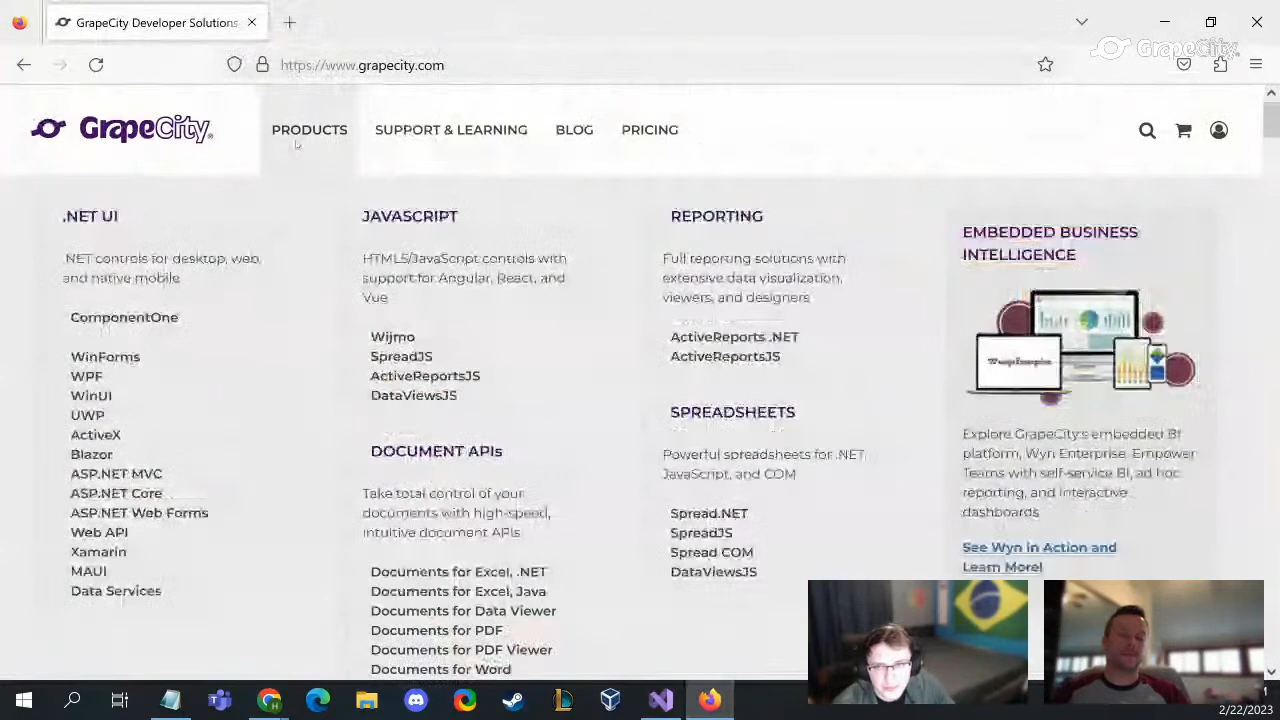 GrapeCity Developer Solutions
GrapeCity
https://www.grapecity.com
GrapeCity
PRODUCTS
SUPPORT & LEARNING
BLOG
PRICING
.NET UI
.NET controls for desktop, web,
and native mobile
ComponentOne
WinForms
WPF
WinUI
UWP
ActiveX
Blazor
ASP.NET MVC
ASP.NET Core
ASP.NET Web Forms
Web API
Xamarin
MAUI
Data Services
JAVASCRIPT
HTML5/JavaScript controls with
support for Angular, React, and
Vue
Wijmo
SpreadJS
ActiveReportsJS
DataViewsJS
DOCUMENT APIs
Take total control of your
documents with high-speed,
intuitive document APIs
Documents for Excel, .NET
Documents for Excel, Java
Documents for Data Viewer
Documents for PDF
Documents for PDF Viewer
Documents for Word
REPORTING
Full reporting solutions with
extensive data visualization,
viewers, and designers
ActiveReports .NET
ActiveReportsJS
SPREADSHEETS
Powerful spreadsheets for .NET
JavaScript, and COM
Spread.NET
SpreadJS
Spread COM
DataViewsJS
EMBEDDED BUSINESS
INTELLIGENCE
Explore GrapeCity's embedded BI
platform, Wyn Enterprise. Empower
Teams with self-service BI, ad hoc
reporting, and interactive
dashboards
See Wyn in Action and
Learn More!
2/22/2023